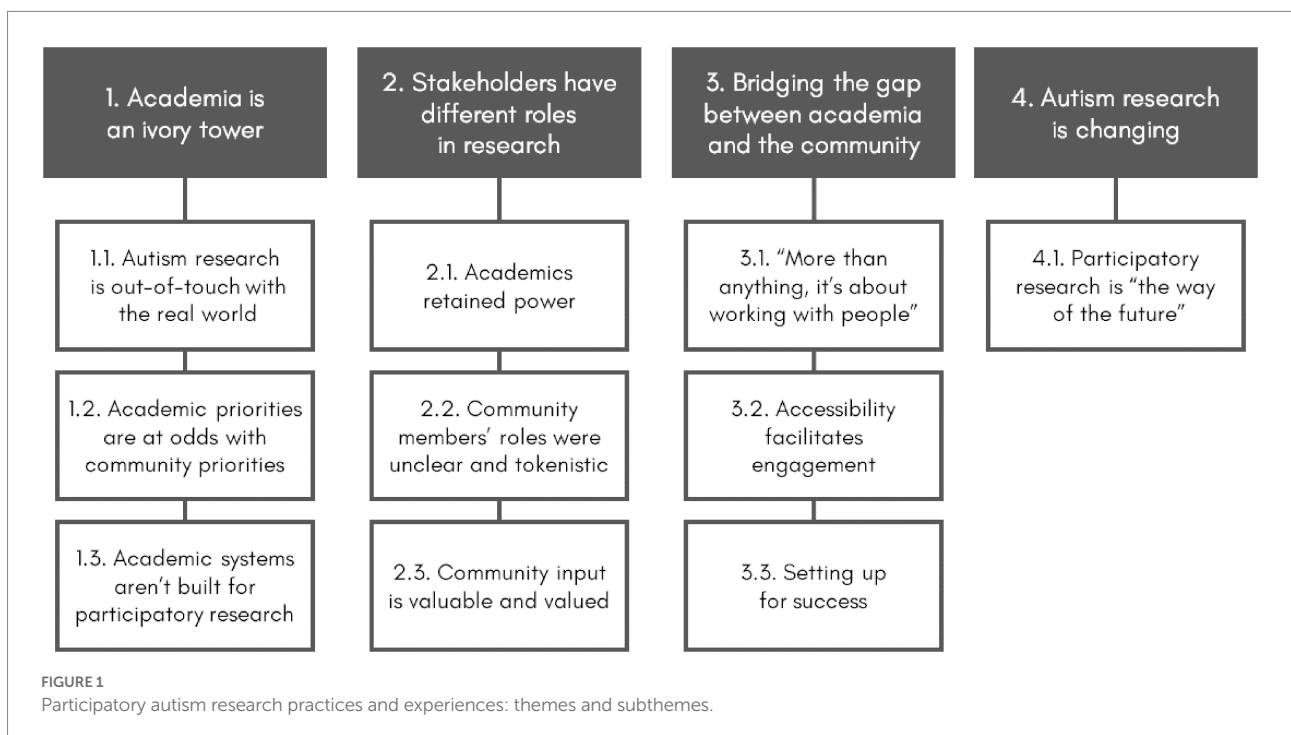 1. Academia is
an ivory tower
1.1. Autism research
is out-of-touch with
the real world
1.2. Academic priorities
are at odds with
community priorities
1.3. Academic systems
aren't built for
participatory research
2. Stakeholders have
different roles
in research
2.1. Academics
retained power
2.2. Community
members' roles were
unclear and tokenistic
2.3. Community input
is valuable and valued
3. Bridging the gap
between academia
and the community
3.1. "More than
anything, it's about
working with people"
3.2. Accessibility
facilitates
engagement
3.3. Setting up
for success
4. Autism research
is changing
4.1. Participatory
research is "the way
of the future"
FIGURE 1
Participatory autism research practices and experiences: themes and subthemes.